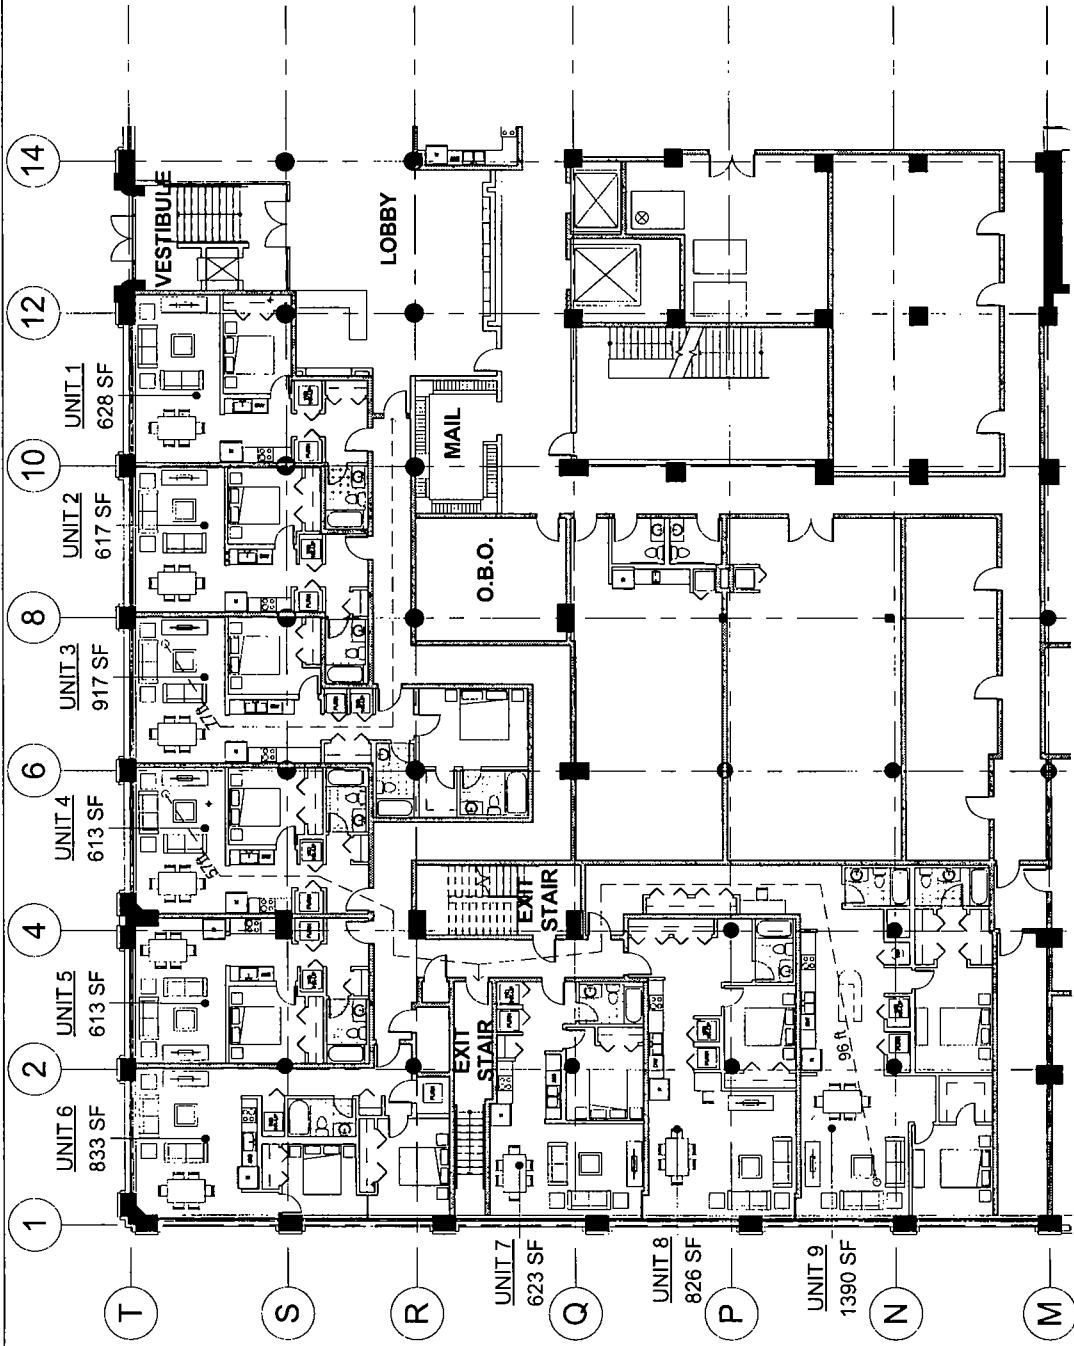 14
12
10
8
6
4
2
1
VESTIBULE
LOBBY
UNIT 1
628 SF
UNIT 2
617 SF
MAIL
UNIT 3
917 SF
77ft
O.B.O.
UNIT 4
613 SF
97ft
EXIT
STAIR
UNIT 5
613 SF
EXIT
STAIR
UNIT 6
833 SF
96 ft
UNIT 7
623 SF
UNIT 8
826 SF
UNIT 9
1390 SF
T
S
R
Q
P
N
M